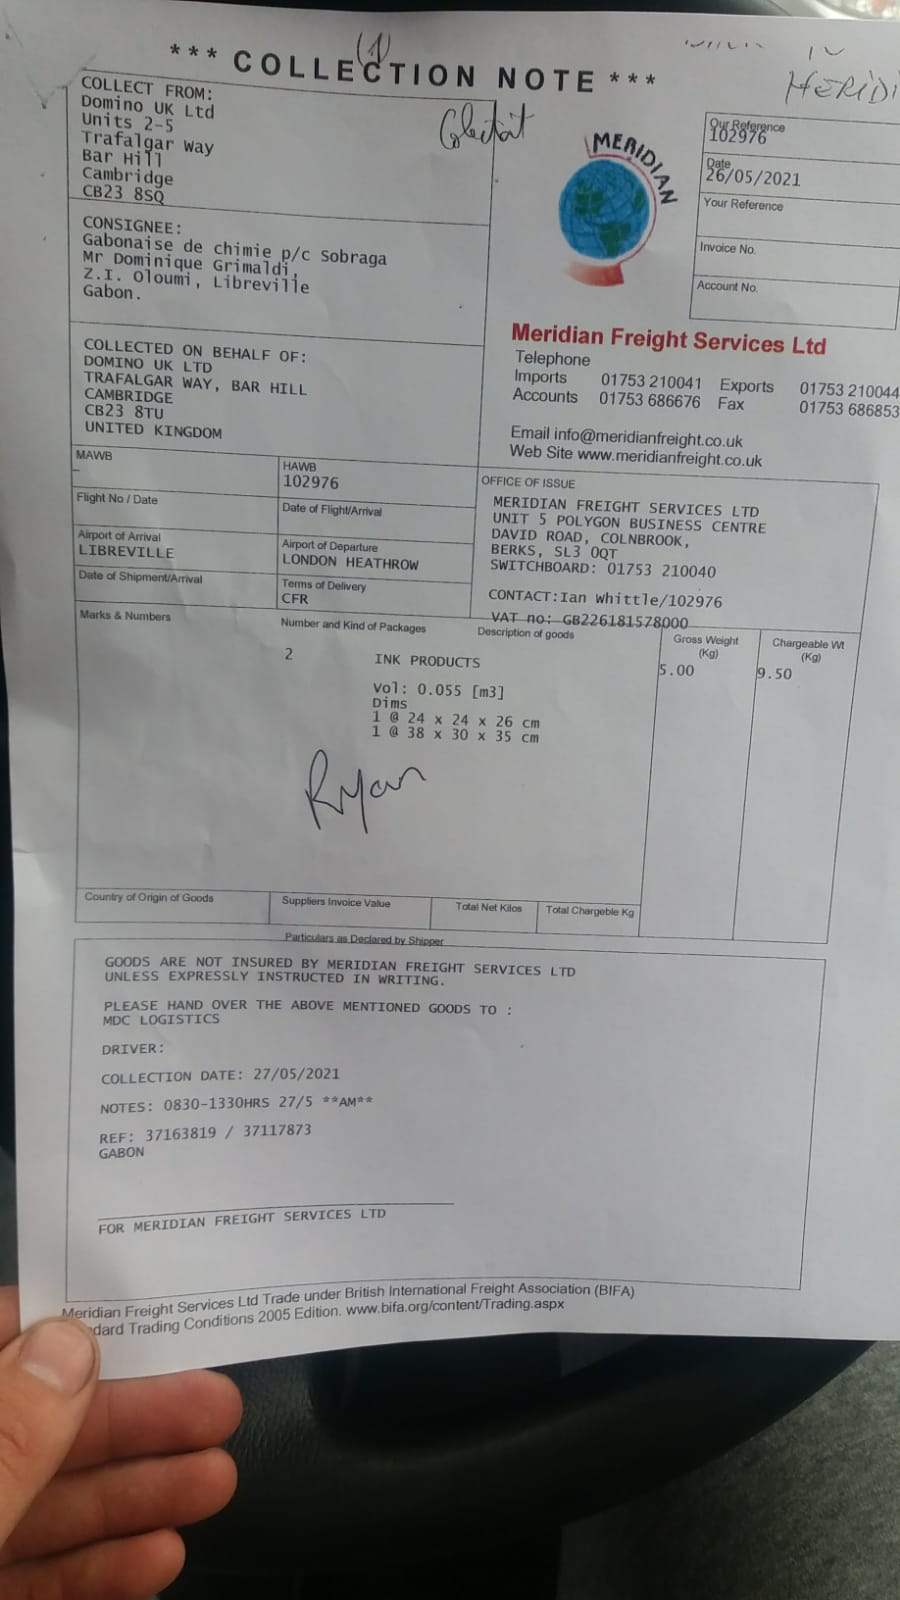 *** COLLECTION NOTE ***
(1)
IN
COLLECT FROM:
Domino UK Ltd
Units 2-5
Trafalgar Way
Bar Hill
Cambridge
CB23 8SQ
MERIDIAN
Our Reference
102976
Date
26/05/2021
Your Reference
Invoice No.
Account No.
CONSIGNEE:
Gabonaise de chimie p/c Sobraga
Mr Dominique Grimaldi,
Z.I. Oloumi, Libreville
Gabon.
Meridian Freight Services Ltd
Telephone
Imports 01753 210041 Exports 01753 210044
Accounts 01753 686676 Fax 01753 686853
Email info@meridianfreight.co.uk
Web Site www.meridianfreight.co.uk
COLLECTED ON BEHALF OF:
DOMINO UK LTD
TRAFALGAR WAY, BAR HILL
CAMBRIDGE
CB23 8TU
UNITED KINGDOM
MAWB
HAWB
102976
Flight No / Date
Date of Flight/Arrival
Airport of Arrival
LIBREVILLE
Airport of Departure
LONDON HEATHROW
Date of Shipment/Arrival
Terms of Delivery
CFR
OFFICE OF ISSUE
MERIDIAN FREIGHT SERVICES LTD
UNIT 5 POLYGON BUSINESS CENTRE
DAVID ROAD, COLNBROOK,
BERKS, SL3 0QT
SWITCHBOARD: 01753 210040
CONTACT:Ian Whittle/102976
VAT no: GB226181578000
Marks & Numbers
Number and Kind of Packages
Description of goods
Gross Weight
(Kg)
Chargeable Wt
(Kg)
2
INK PRODUCTS
5.00
9.50
Vol: 0.055 [m3]
Dims
1 @ 24 x 24 x 26 cm
1 @ 38 x 30 x 35 cm
Ryan
Country of Origin of Goods
Suppliers Invoice Value
Total Net Kilos
Total Chargeble Kg
Particulars as Declared by Shipper
GOODS ARE NOT INSURED BY MERIDIAN FREIGHT SERVICES LTD
UNLESS EXPRESSLY INSTRUCTED IN WRITING.
PLEASE HAND OVER THE ABOVE MENTIONED GOODS TO :
MDC LOGISTICS
DRIVER:
COLLECTION DATE: 27/05/2021
NOTES: 0830-1330HRS 27/5 **AM**
REF: 37163819 / 37117873
GABON
FOR MERIDIAN FREIGHT SERVICES LTD
Meridian Freight Services Ltd Trade under British International Freight Association (BIFA)
dard Trading Conditions 2005 Edition. www.bifa.org/content/Trading.aspx